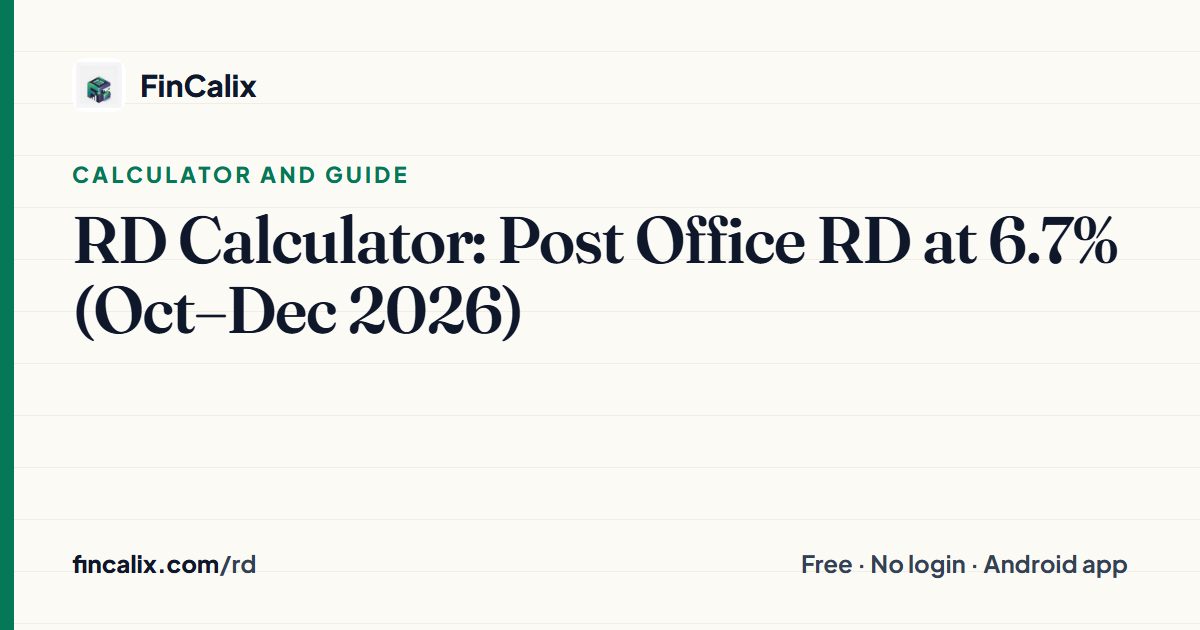 FinCalix
CALCULATOR AND GUIDE
RD Calculator: Post Office RD at 6.7%
(Oct–Dec 2026)
fincalix.com/rd
Free · No login · Android app